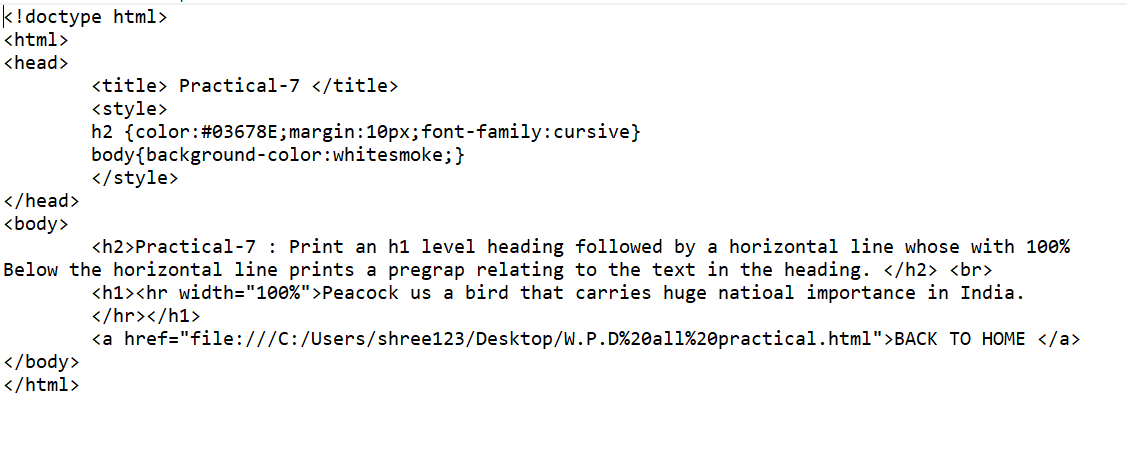 <!doctype html>
<html>
<head>
<title> Practical-7 </title>
<style>
h2 {color:#03678E;margin:10px;font-family:cursive}
body{background-color:whitesmoke;}
</style>
</head>
<body>
<h2>Practical-7 : Print an h1 level heading followed by a horizontal line whose with 100%
Below the horizontal line prints a pregrap relating to the text in the heading. </h2> <br>
<h1><hr width="100%">Peacock us a bird that carries huge natioal importance in India.
</hr></h1>
<a href="file:///C:/Users/shree123/Desktop/W.P.D%20all%20practical.html">BACK TO HOME </a>
</body>
</html>